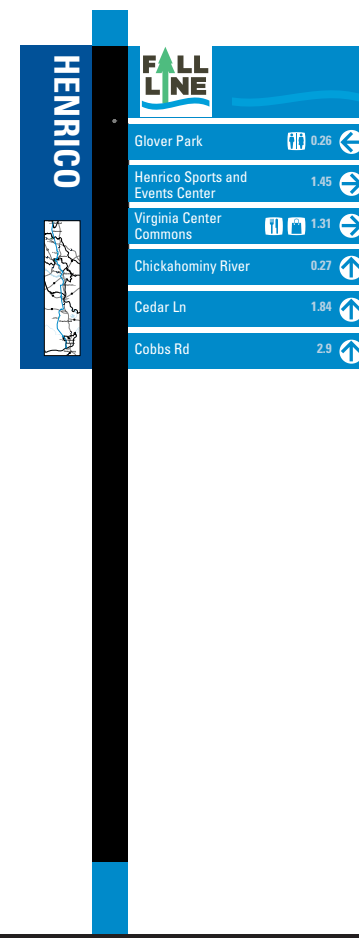 HENRICO
FALL
LINE
Glover Park 0.26
Henrico Sports and
Events Center 1.45
Virginia Center
Commons 1.31
Chickahominy River 0.27
Cedar Ln 1.84
Cobbs Rd 2.9